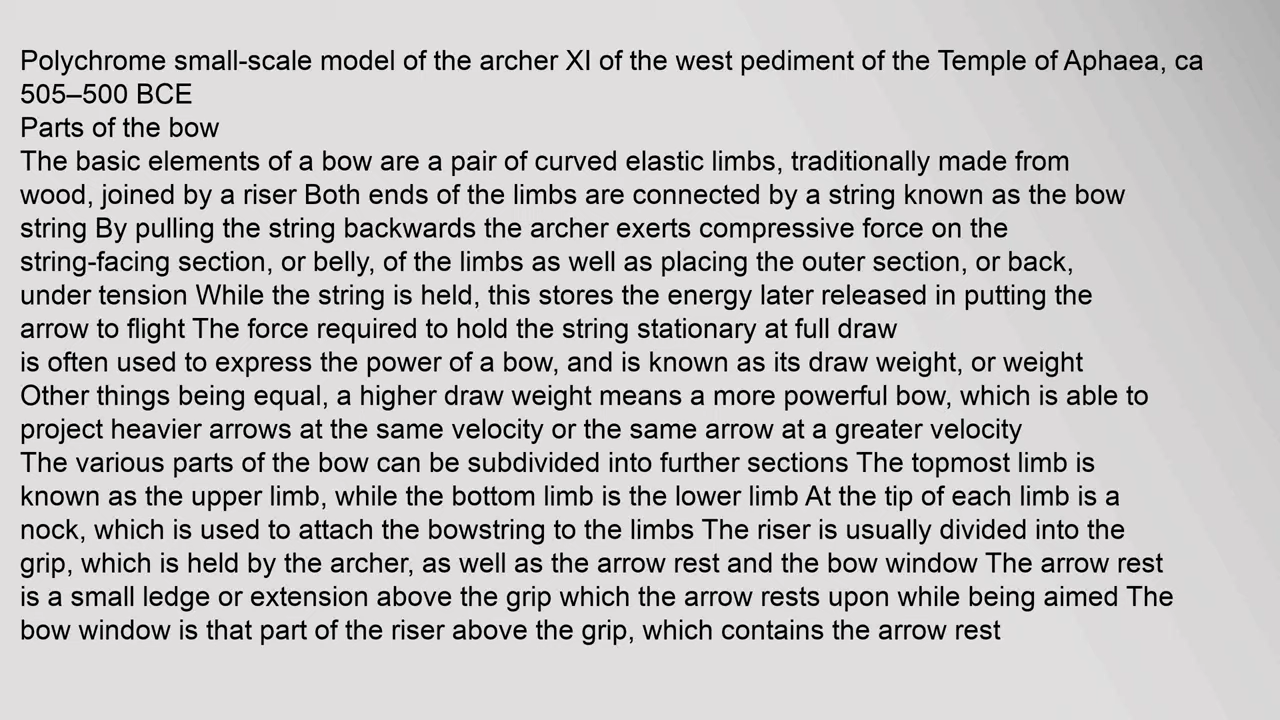 Polychrome small-scale model of the archer XI of the west pediment of the Temple of Aphaea, ca
505–500 BCE
Parts of the bow
The basic elements of a bow are a pair of curved elastic limbs, traditionally made from
wood, joined by a riser Both ends of the limbs are connected by a string known as the bow
string By pulling the string backwards the archer exerts compressive force on the
string-facing section, or belly, of the limbs as well as placing the outer section, or back,
under tension While the string is held, this stores the energy later released in putting the
arrow to flight The force required to hold the string stationary at full draw
is often used to express the power of a bow, and is known as its draw weight, or weight
Other things being equal, a higher draw weight means a more powerful bow, which is able to
project heavier arrows at the same velocity or the same arrow at a greater velocity
The various parts of the bow can be subdivided into further sections The topmost limb is
known as the upper limb, while the bottom limb is the lower limb At the tip of each limb is a
nock, which is used to attach the bowstring to the limbs The riser is usually divided into the
grip, which is held by the archer, as well as the arrow rest and the bow window The arrow rest
is a small ledge or extension above the grip which the arrow rests upon while being aimed The
bow window is that part of the riser above the grip, which contains the arrow rest